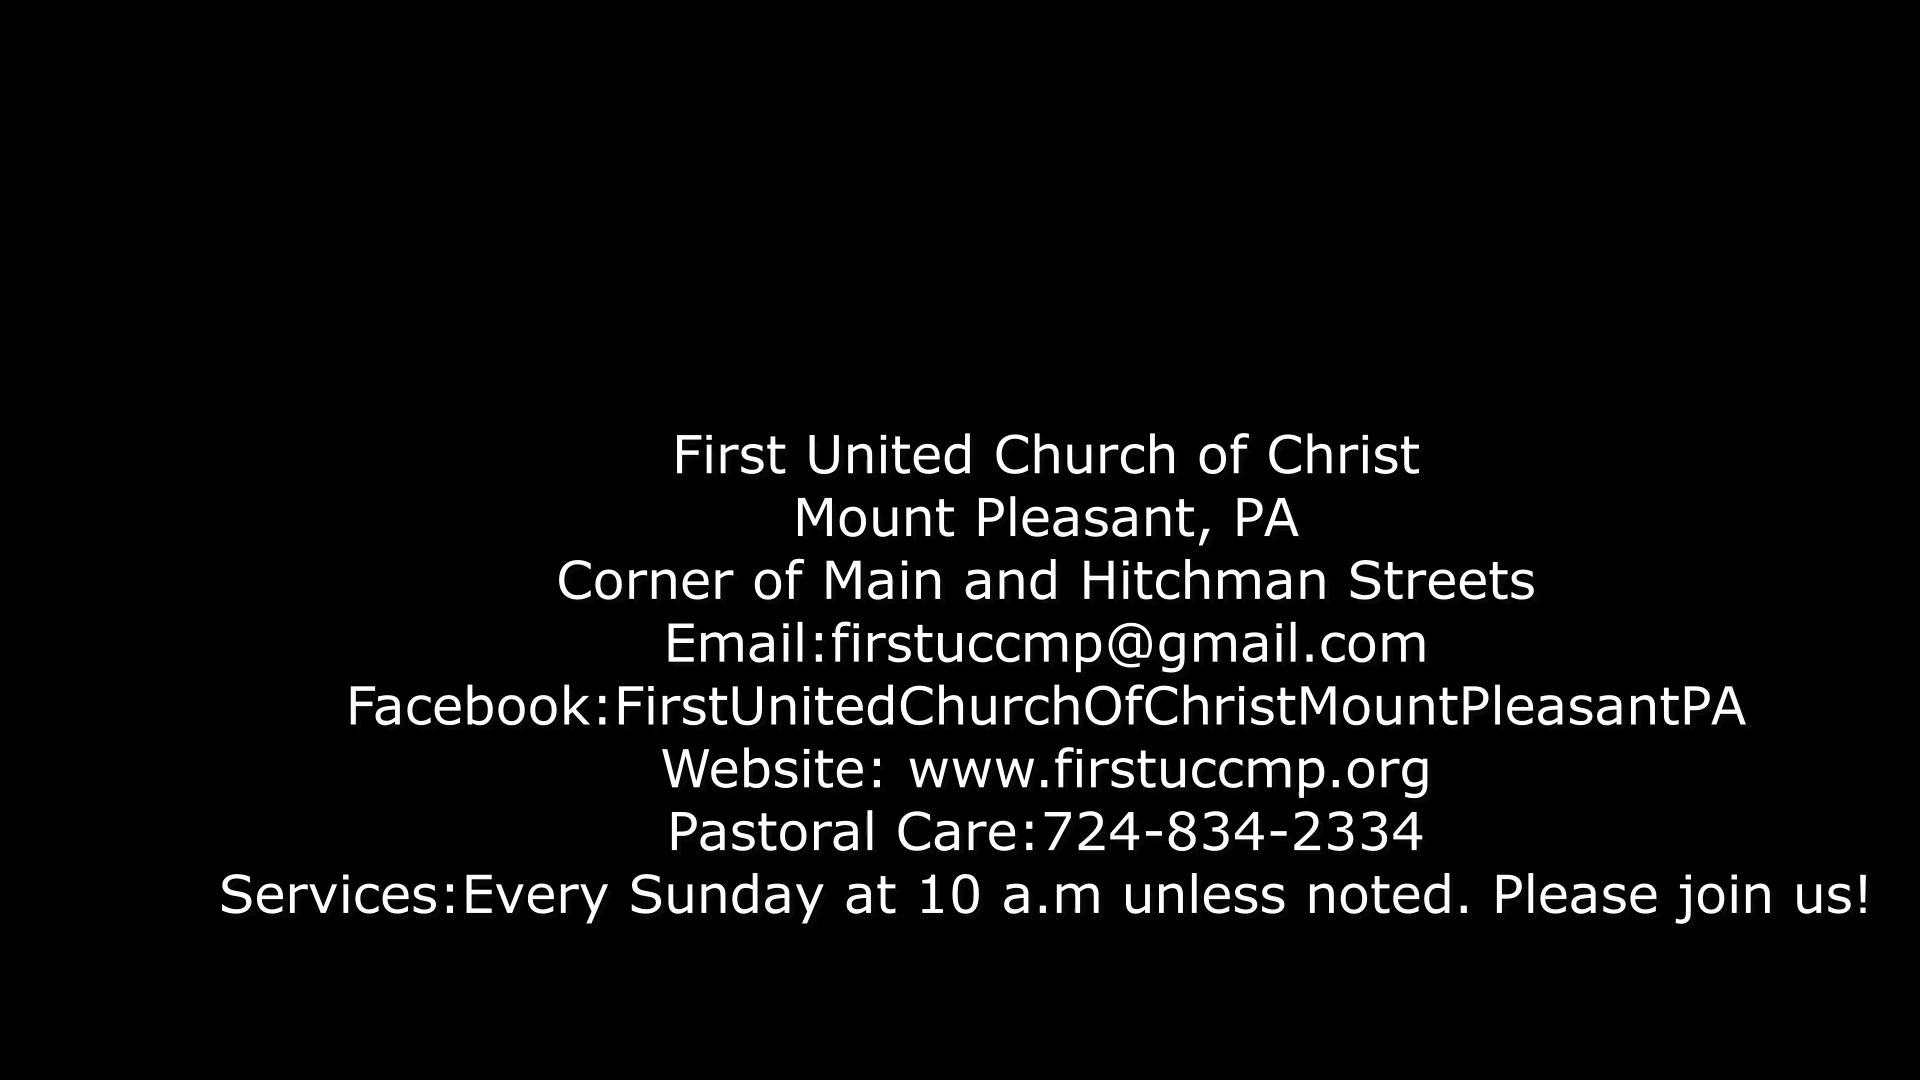 First United Church of Christ
Mount Pleasant, PA
Corner of Main and Hitchman Streets
Email:firstuccmp@gmail.com
Facebook:FirstUnitedChurchOfChristMountPleasantPA
Website: www.firstuccmp.org
Pastoral Care:724-834-2334
Services:Every Sunday at 10 a.m unless noted. Please join us!